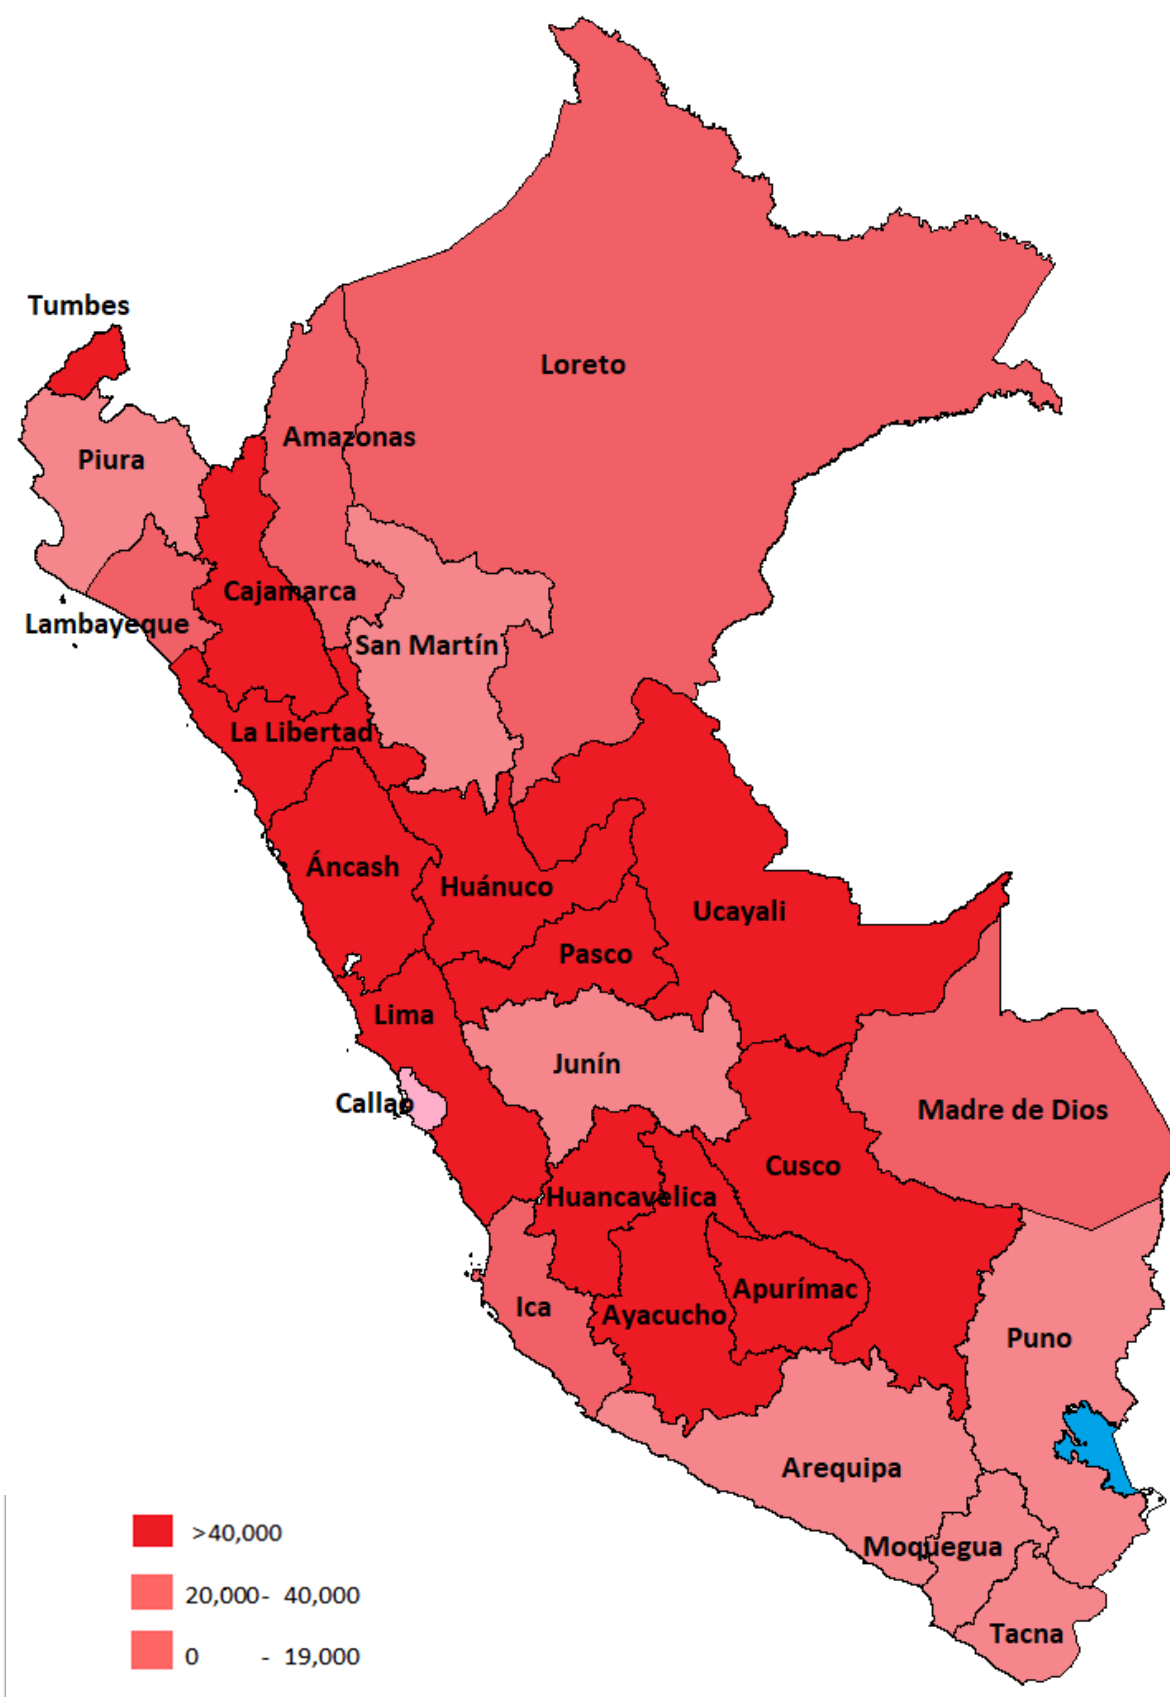 Tumbes
Loreto
Amazonas
Piura
Cajamarca
Lambayeque
San Martín
La Libertad
Áncash
Huánuco
Ucayali
Pasco
Lima
Junín
Callao
Madre de Dios
Cusco
Huancavelica
Apurímac
Ica
Ayacucho
Puno
Arequipa
Moquegua
Tacna
>40,000
20,000- 40,000
0 - 19,000